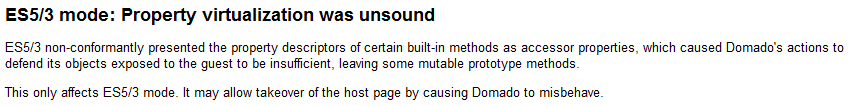 ES5/3 mode: Property virtualization was unsound
ES5/3 non-conformantly presented the property descriptors of certain built-in methods as accessor properties, which caused Domado's actions to
defend its objects exposed to the guest to be insufficient, leaving some mutable prototype methods.
This only affects ES5/3 mode. It may allow takeover of the host page by causing Domado to misbehave.